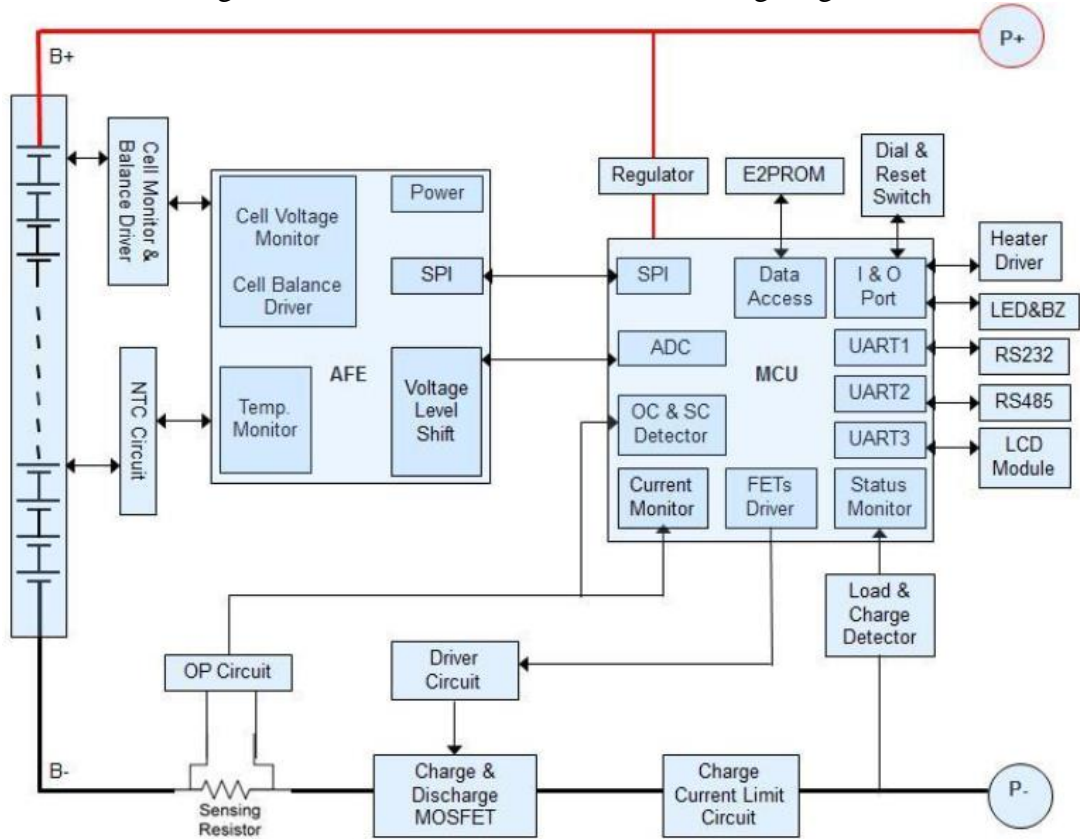 P+
B+
Cell Monitor &
Balance Driver
Cell Voltage
Monitor
Cell Balance
Driver
Power
SPI
AFE
Temp.
Monitor
Voltage
Level
Shift
NTC Circuit
Regulator
E2PROM
Dial &
Reset
Switch
SPI
Data
Access
I & O
Port
Heater
Driver
LED&BZ
ADC
MCU
UART1
RS232
UART2
RS485
OC & SC
Detector
UART3
LCD
Module
Current
Monitor
FETs
Driver
Status
Monitor
Load &
Charge
Detector
OP Circuit
Driver
Circuit
B-
Sensing
Resistor
Charge &
Discharge
MOSFET
Charge
Current Limit
Circuit
P-